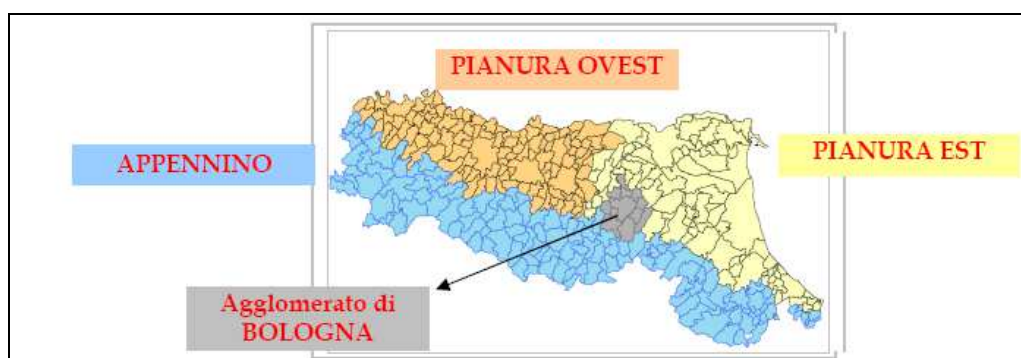 PIANURA OVEST
APPENNINO
PIANURA EST
Agglomerato di
BOLOGNA